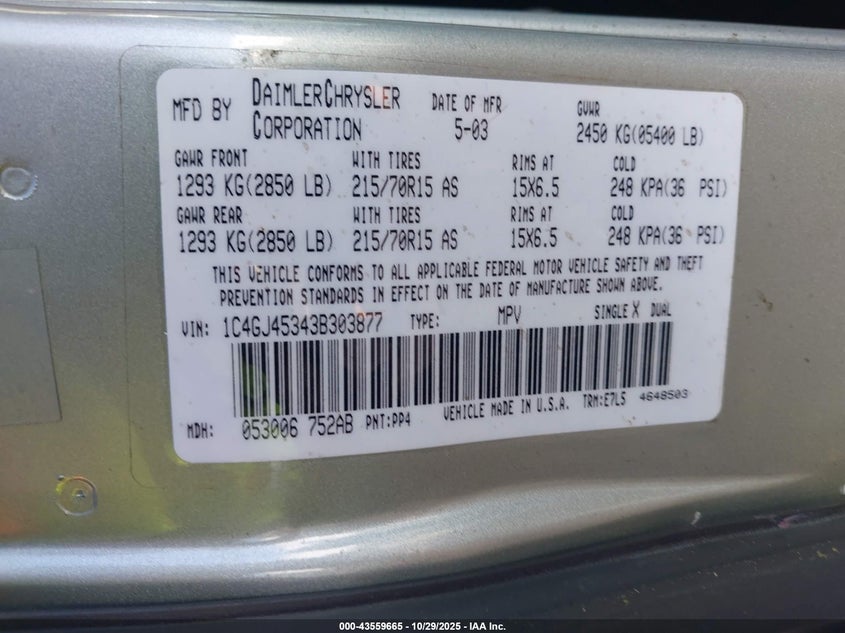 MFD BY DAIMLERCHRYSLER CORPORATION DATE OF MFR 5-03 GVWR 2450 KG(05400 LB)
GAWR FRONT WITH TIRES RIMS AT COLD
1293 KG(2850 LB) 215/70R15 AS 15X6.5 248 KPA(36 PSI)
GAWR REAR WITH TIRES RIMS AT COLD
1293 KG(2850 LB) 215/70R15 AS 15X6.5 248 KPA(36 PSI)
THIS VEHICLE CONFORMS TO ALL APPLICABLE FEDERAL MOTOR VEHICLE SAFETY AND THEFT
PREVENTION STANDARDS IN EFFECT ON THE DATE OF MANUFACTURE SHOWN ABOVE.
VIN: 1C4GJ45343B303877 TYPE: MPV SINGLE X DUAL
MDH: 053006 752AB PNT:PP4 VEHICLE MADE IN U.S.A. TRM:E7L5 4648503
000-43559665 | 10/29/2025 | IAA Inc.